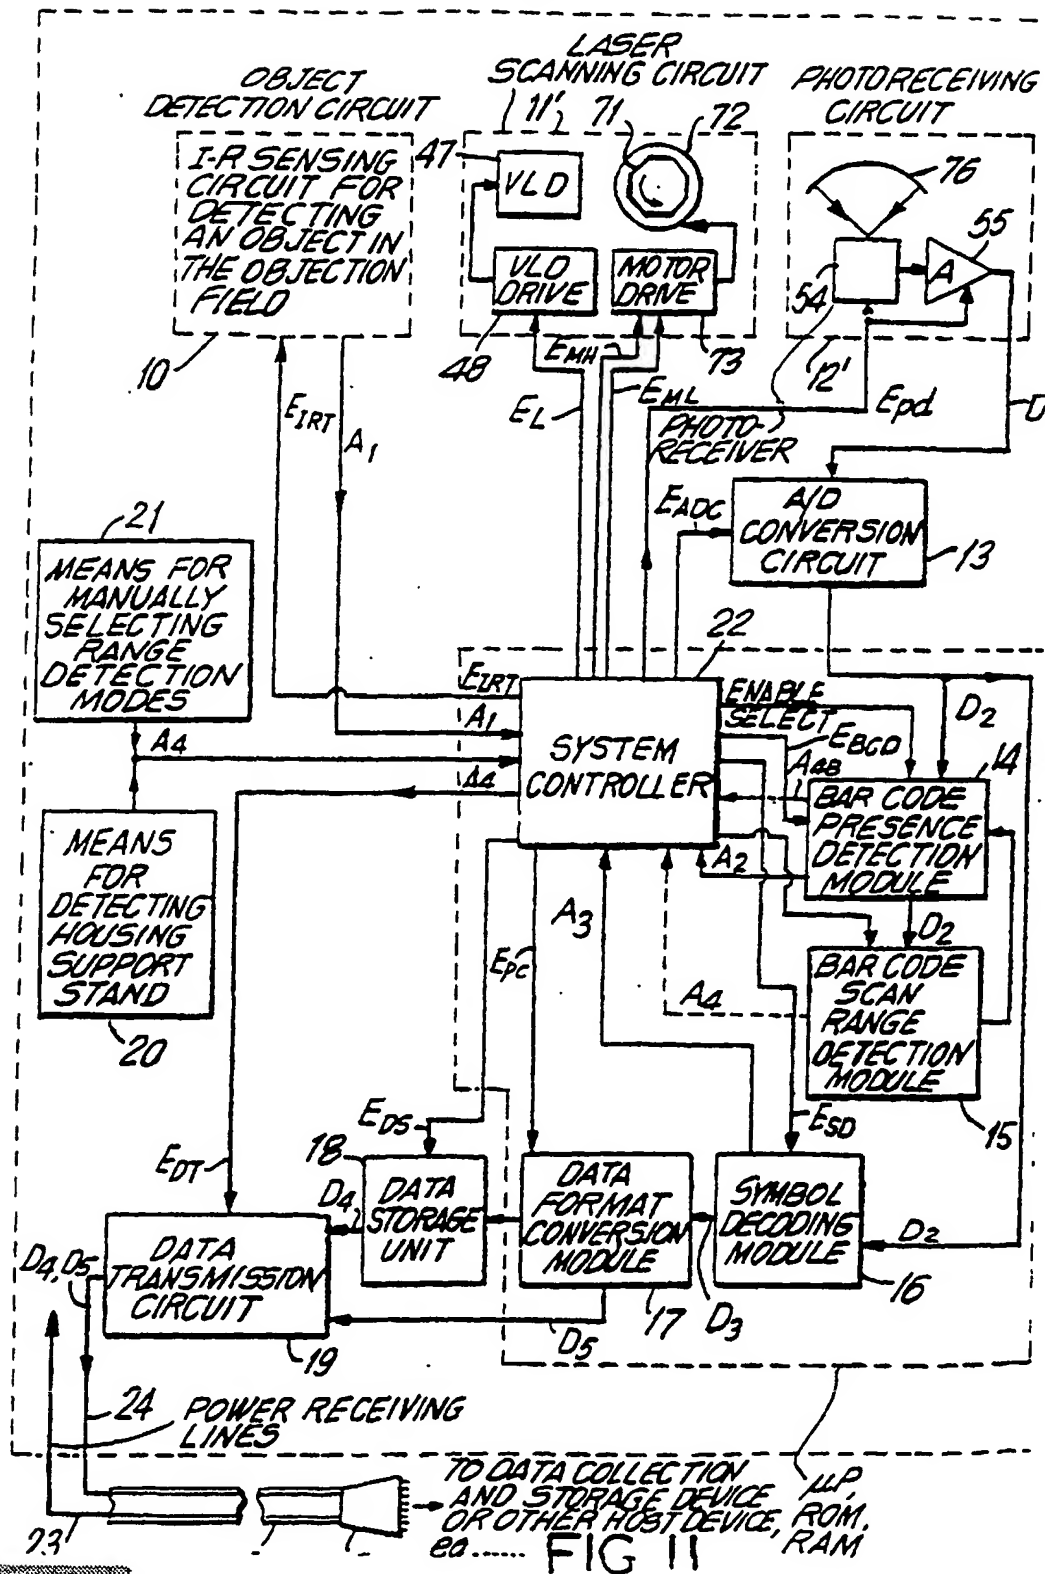 LASER
SCANNING CIRCUIT
OBJECT
DETECTION CIRCUIT
PHOTORECEIVING
CIRCUIT
11'
I-R SENSING
CIRCUIT FOR
DETECTING
AN OBJECT IN
THE OBJECTION
FIELD
10
47
VLD
71
72
VLD
DRIVE
48
MOTOR
DRIVE
73
76
55
A
54
12'
EIRT
A1
EL
EMH
EML
Epd
D
PHOTO-
RECEIVER
EADC
A/D
CONVERSION
CIRCUIT
13
21
MEANS FOR
MANUALLY
SELECTING
RANGE
DETECTION
MODES
A4
MEANS
FOR
DETECTING
HOUSING
SUPPORT
STAND
20
22
EIRT
A1
A4
SYSTEM
CONTROLLER
ENABLE
SELECT
EBCD
A4B
A2
D2
14
BAR CODE
PRESENCE
DETECTION
MODULE
D2
BAR CODE
SCAN
RANGE
DETECTION
MODULE
15
A3
A4
EPC
ESD
EDS
EDT
18
DATA
STORAGE
UNIT
D4
DATA
FORMAT
CONVERSION
MODULE
17
SYMBOL
DECODING
MODULE
16
D2
D3
D5
D4, D5
DATA
TRANSMISSION
CIRCUIT
19
24
POWER RECEIVING
LINES
23
TO DATA COLLECTION
AND STORAGE DEVICE
OR OTHER HOST DEVICE,
ea......
µP,
ROM,
RAM
FIG 11